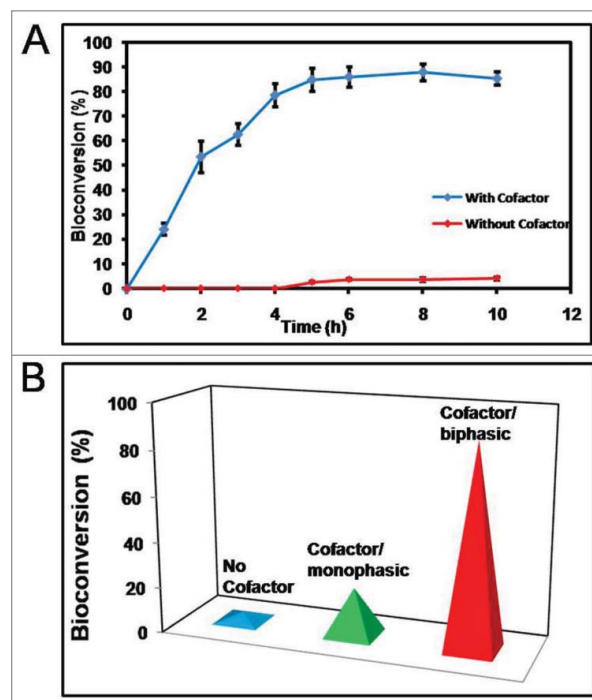 A
100
90
80
70
60
50
40
30
20
10
0
Bioconversion (%)
With Cofactor
Without Cofactor
0 2 4 6 8 10 12
Time (h)
B
100
80
60
40
20
0
Bioconversion (%)
No
Cofactor
Cofactor/
monophasic
Cofactor/
biphasic